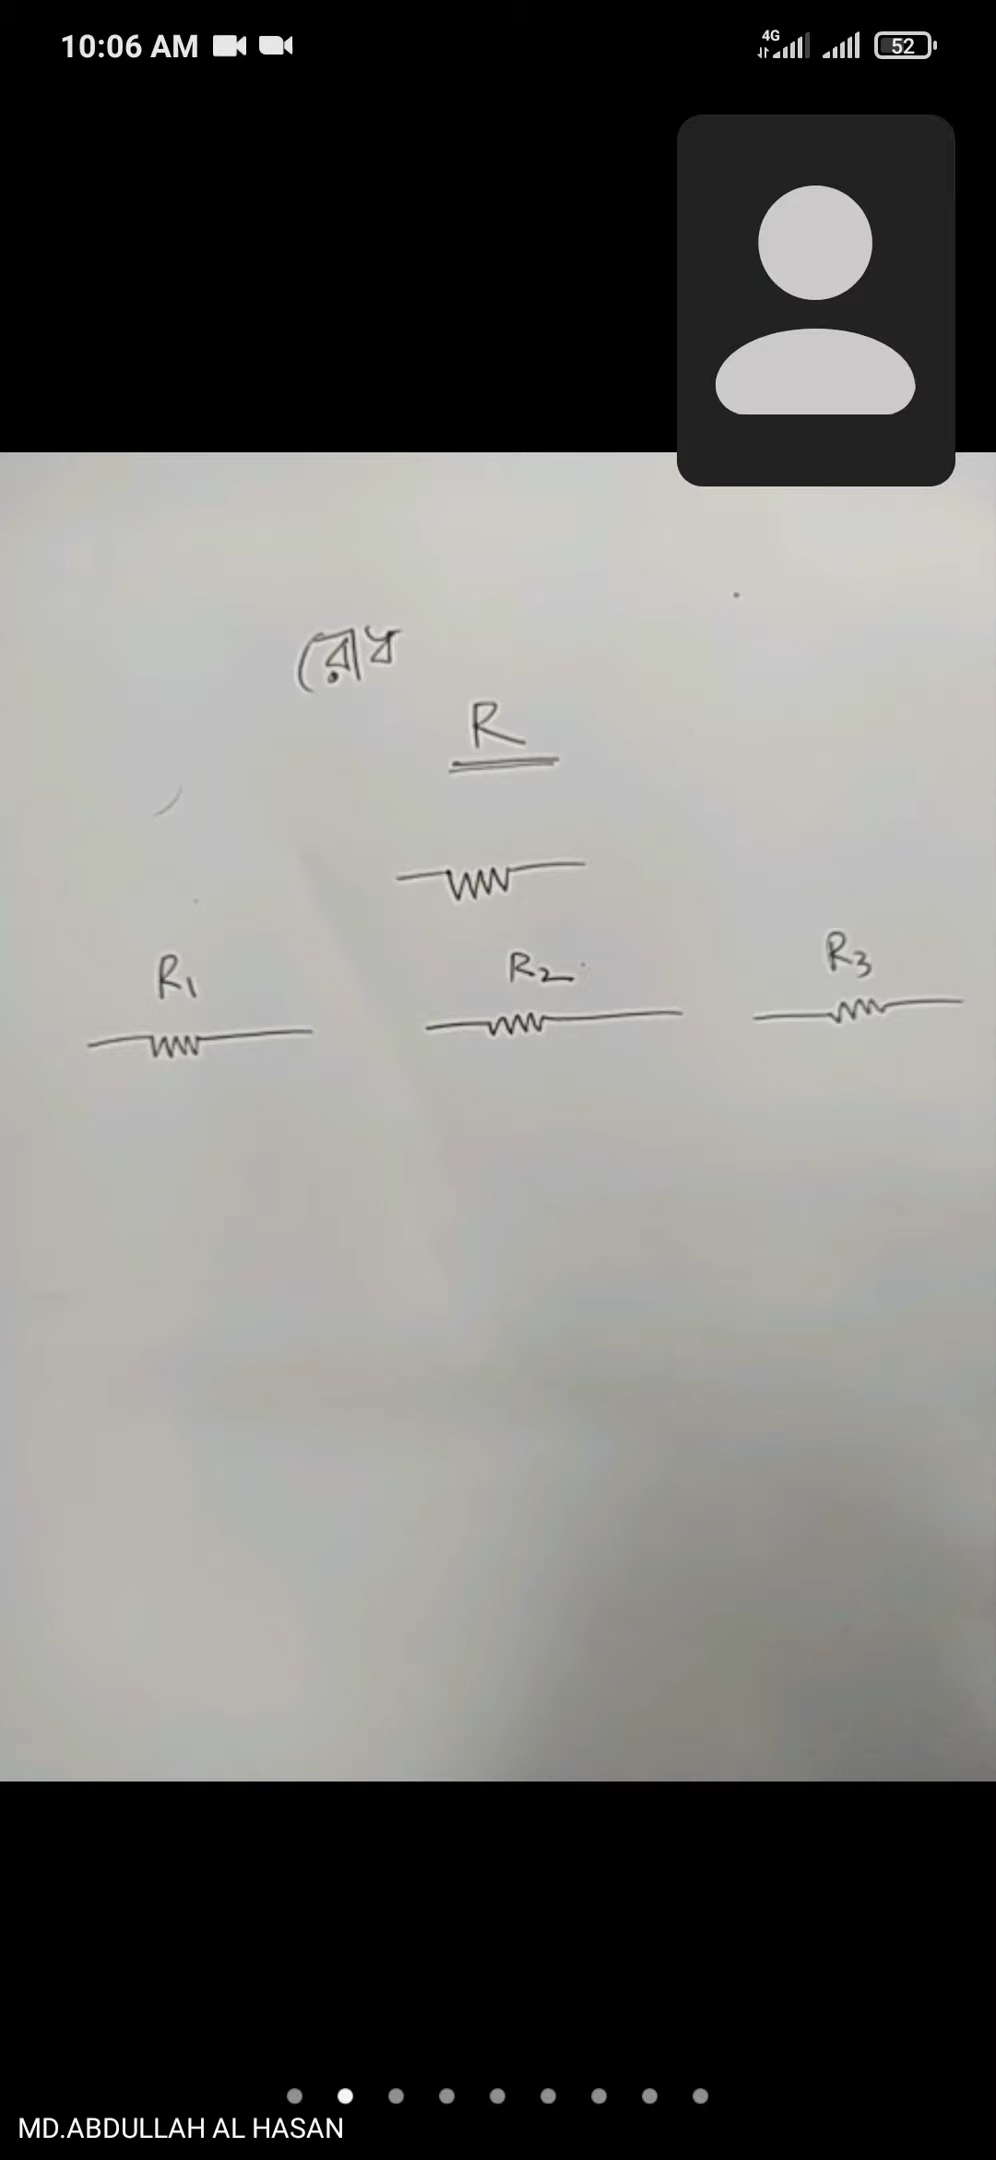 10:06 AM
4G
52
রোধ
R
R1
R2
R3
MD.ABDULLAH AL HASAN